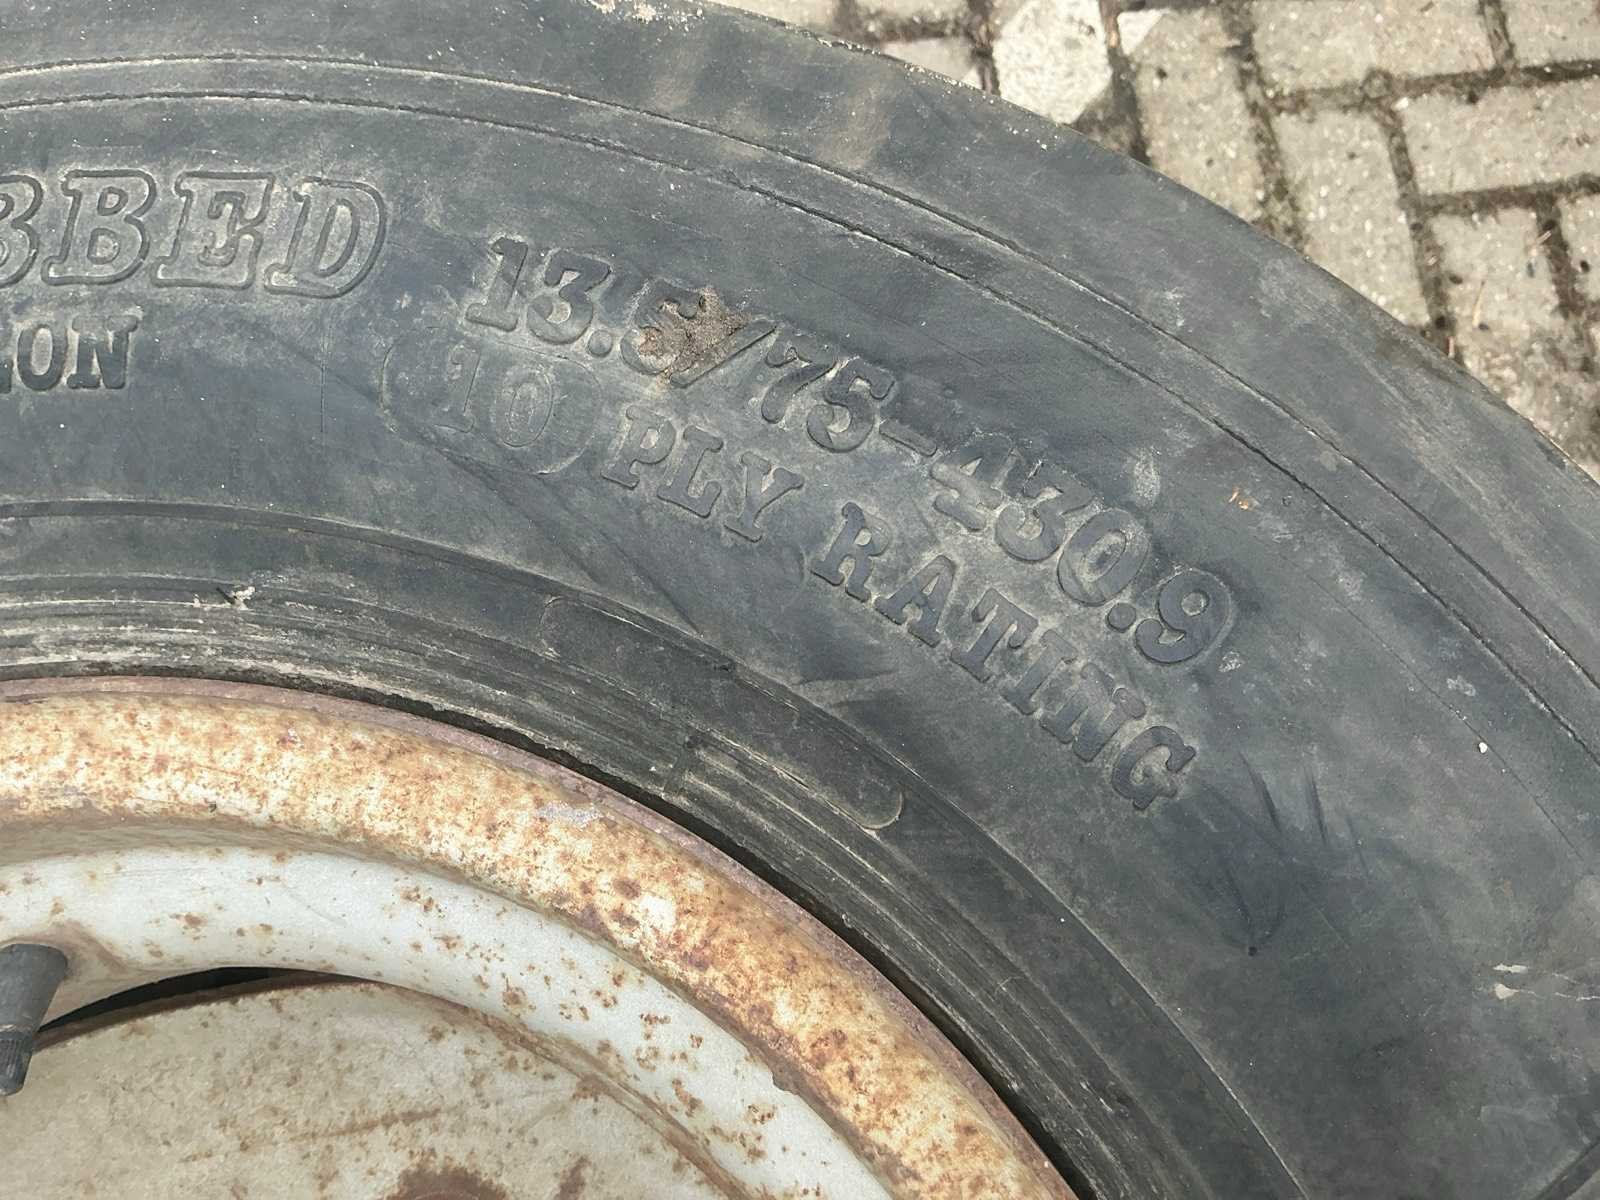 BBED
LON
13.5/75-430.9
10 PLY RATING